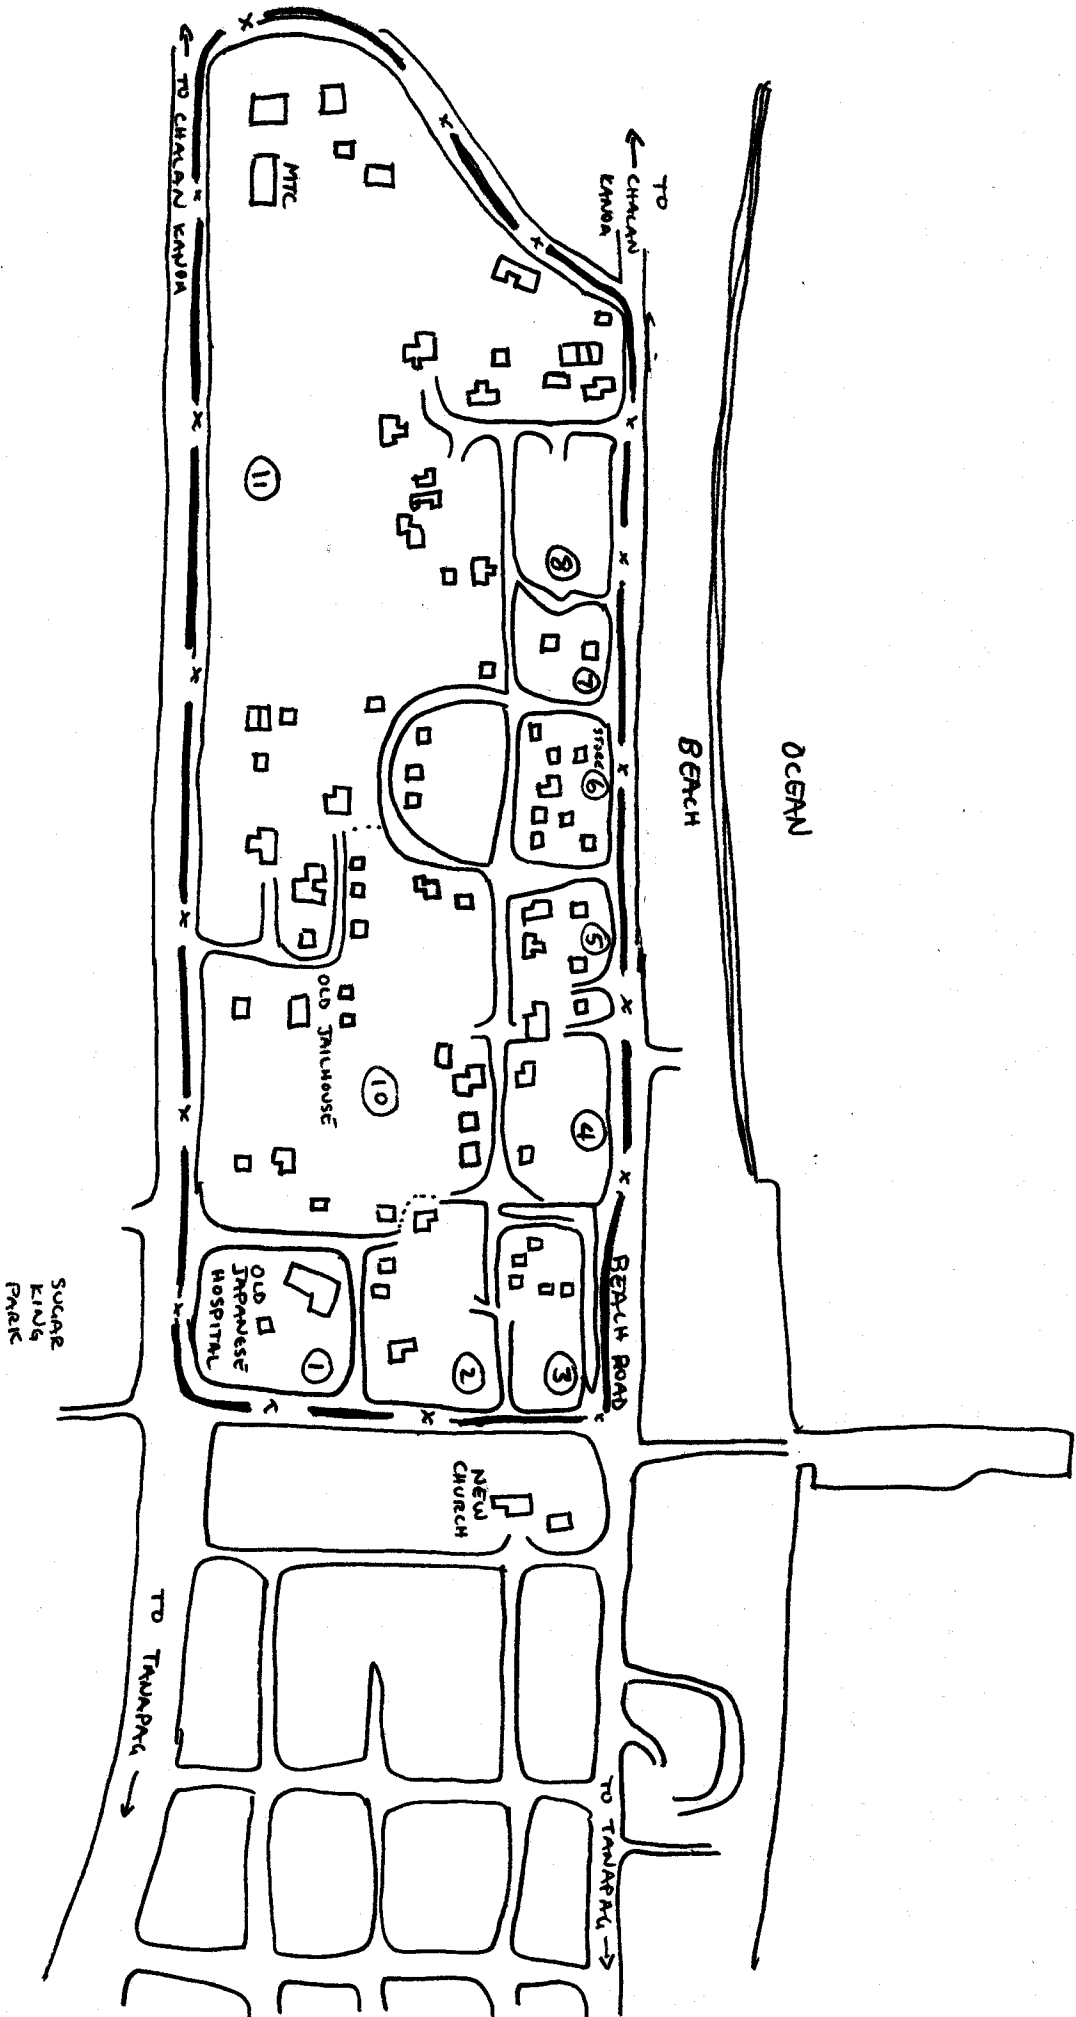 OCEAN
BEACH
← TO
CHALAN
KANOA
← TO CHALAN KANOA
MTC
11
8
7
STORE
6
5
4
10
OLD JAILHOUSE
BEACH ROAD
3
2
1
OLD
JAPANESE
HOSPITAL
SUGAR
KING
PARK
NEW
CHURCH
TO TANAPAG →
TO TANAPAG →